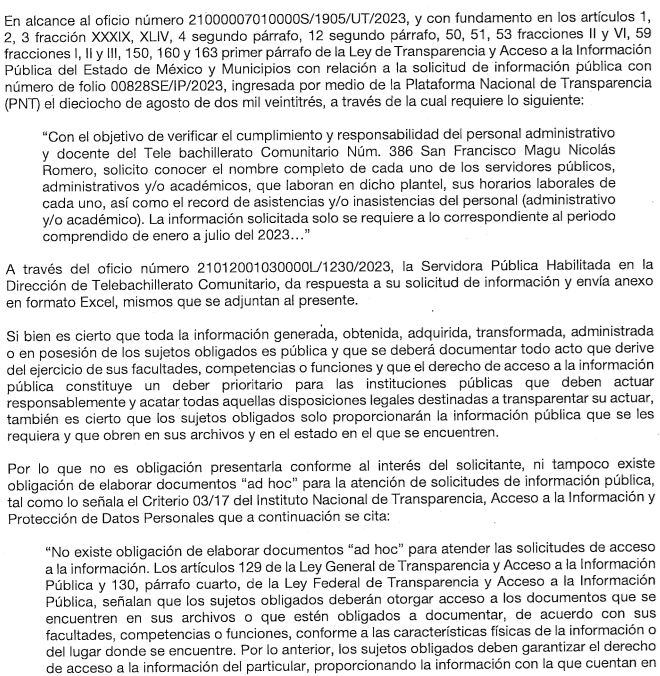 En alcance al oficio número 21000007010000S/1905/UT/2023, y con fundamento en los artículos 1,
2, 3 fracción XXXIX, XLIV, 4 segundo párrafo, 12 segundo párrafo, 50, 51, 53 fracciones II y VI, 59
fracciones I, II y III, 150, 160 y 163 primer párrafo de la Ley de Transparencia y Acceso a la Información
Pública del Estado de México y Municipios con relación a la solicitud de información pública con
número de folio 00828SE/IP/2023, ingresada por medio de la Plataforma Nacional de Transparencia
(PNT) el dieciocho de agosto de dos mil veintitrés, a través de la cual requiere lo siguiente:
“Con el objetivo de verificar el cumplimiento y responsabilidad del personal administrativo
y docente del Tele bachillerato Comunitario Núm. 386 San Francisco Magu Nicolás
Romero, solicito conocer el nombre completo de cada uno de los servidores públicos,
administrativos y/o académicos, que laboran en dicho plantel, sus horarios laborales de
cada uno, así como el record de asistencias y/o inasistencias del personal (administrativo
y/o académico). La información solicitada solo se requiere a lo correspondiente al periodo
comprendido de enero a julio del 2023…”
A través del oficio número 21012001030000L/1230/2023, la Servidora Pública Habilitada en la
Dirección de Telebachillerato Comunitario, da respuesta a su solicitud de información y envía anexo
en formato Excel, mismos que se adjuntan al presente.
Si bien es cierto que toda la información generada, obtenida, adquirida, transformada, administrada
o en posesión de los sujetos obligados es pública y que se deberá documentar todo acto que derive
del ejercicio de sus facultades, competencias o funciones y que el derecho de acceso a la información
pública constituye un deber prioritario para las instituciones públicas que deben actuar
responsablemente y acatar todas aquellas disposiciones legales destinadas a transparentar su actuar,
también es cierto que los sujetos obligados solo proporcionarán la información pública que se les
requiera y que obren en sus archivos y en el estado en el que se encuentren.
Por lo que no es obligación presentarla conforme al interés del solicitante, ni tampoco existe
obligación de elaborar documentos “ad hoc” para la atención de solicitudes de información pública,
tal como lo señala el Criterio 03/17 del Instituto Nacional de Transparencia, Acceso a la Información y
Protección de Datos Personales que a continuación se cita:
“No existe obligación de elaborar documentos “ad hoc” para atender las solicitudes de acceso
a la información. Los artículos 129 de la Ley General de Transparencia y Acceso a la Información
Pública y 130, párrafo cuarto, de la Ley Federal de Transparencia y Acceso a la Información
Pública, señalan que los sujetos obligados deberán otorgar acceso a los documentos que se
encuentren en sus archivos o que estén obligados a documentar, de acuerdo con sus
facultades, competencias o funciones, conforme a las características físicas de la información o
del lugar donde se encuentre. Por lo anterior, los sujetos obligados deben garantizar el derecho
de acceso a la información del particular, proporcionando la información con la que cuentan en